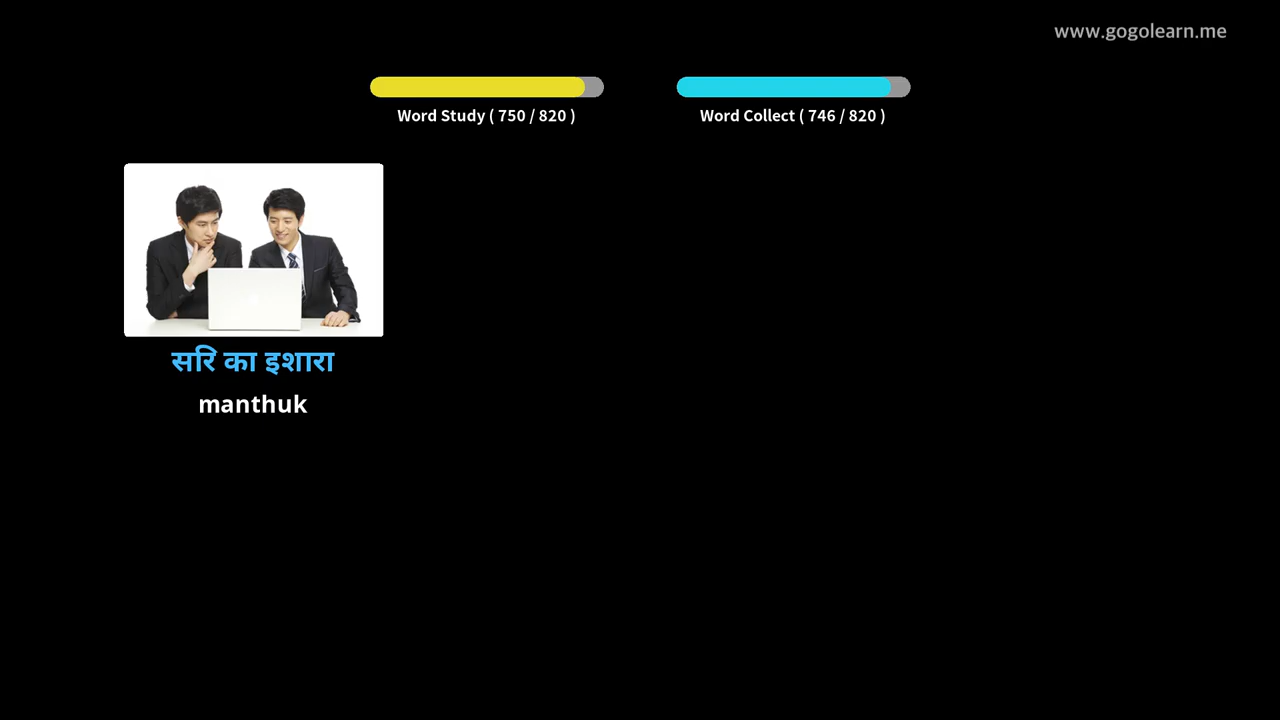 www.gogolearn.me
Word Study ( 750 / 820 )
Word Collect ( 746 / 820 )
सरि का इशारा
manthuk